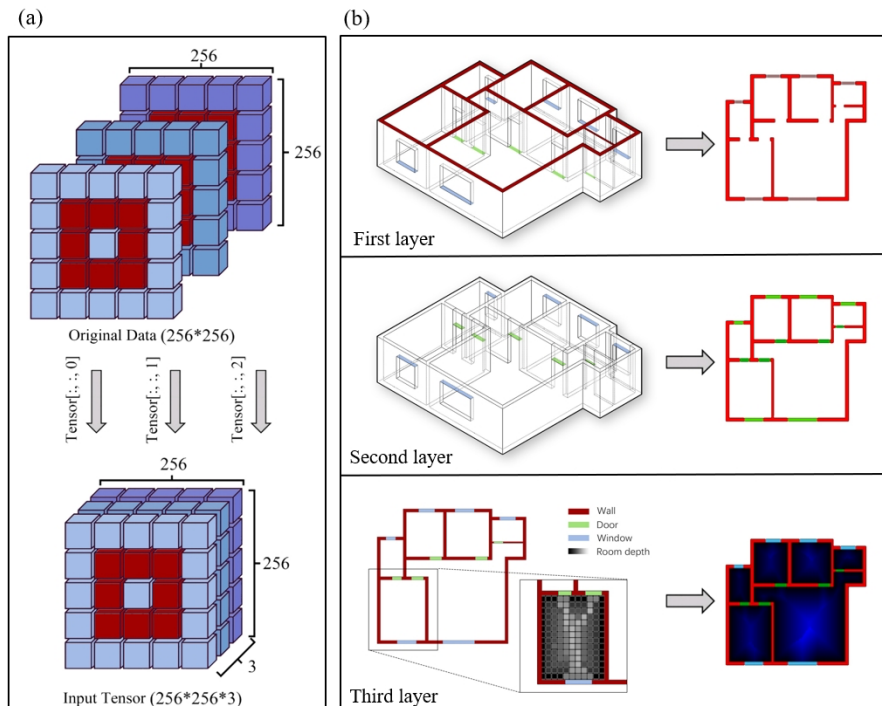 (a)
256
256
Original Data (256*256)
Tensor[:, :, 0]
Tensor[:, :, 1]
Tensor[:, :, 2]
256
256
3
Input Tensor (256*256*3)
(b)
First layer
Second layer
Wall
Door
Window
Room depth
Third layer